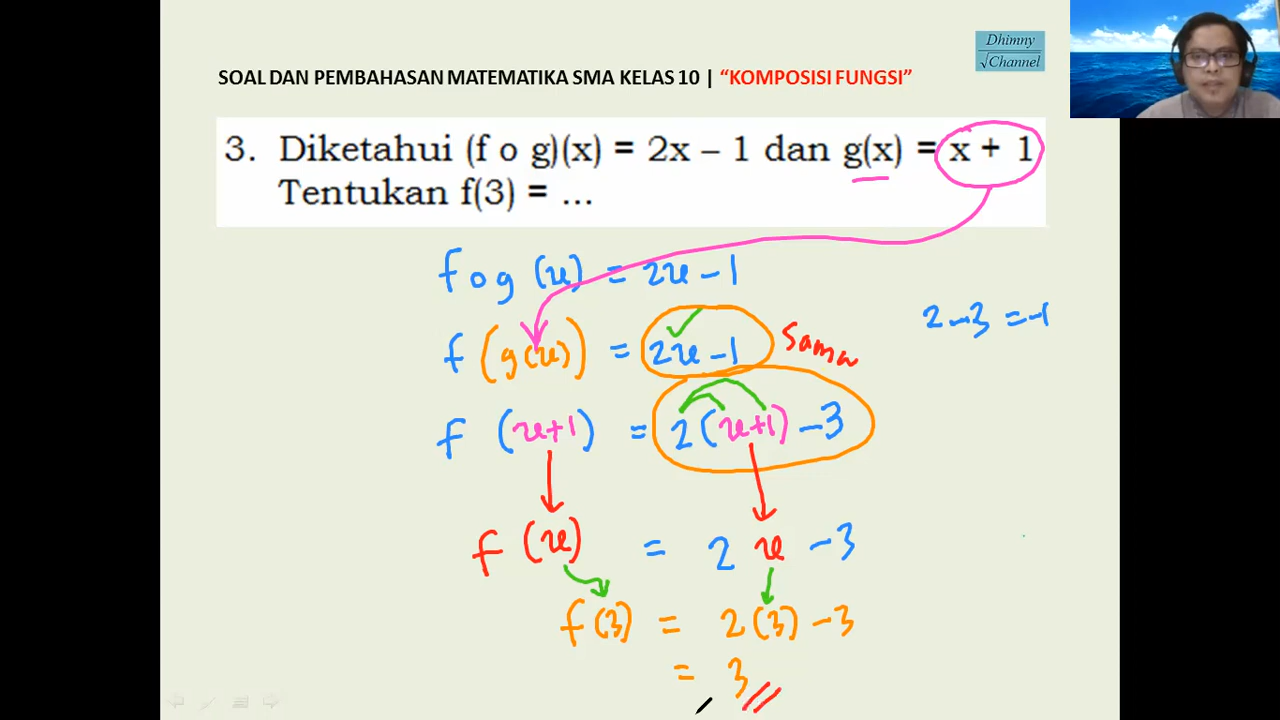 Dhimny
√Channel
SOAL DAN PEMBAHASAN MATEMATIKA SMA KELAS 10 | “KOMPOSISI FUNGSI”
3. Diketahui (f o g)(x) = 2x – 1 dan g(x) = x + 1
Tentukan f(3) = ...
f o g (x) = 2x – 1
f (g(x)) = 2x – 1 Sama
2 – 3 = –1
f (x+1) = 2(x+1) – 3
f (x) = 2 x – 3
f(3) = 2(3) – 3
= 3